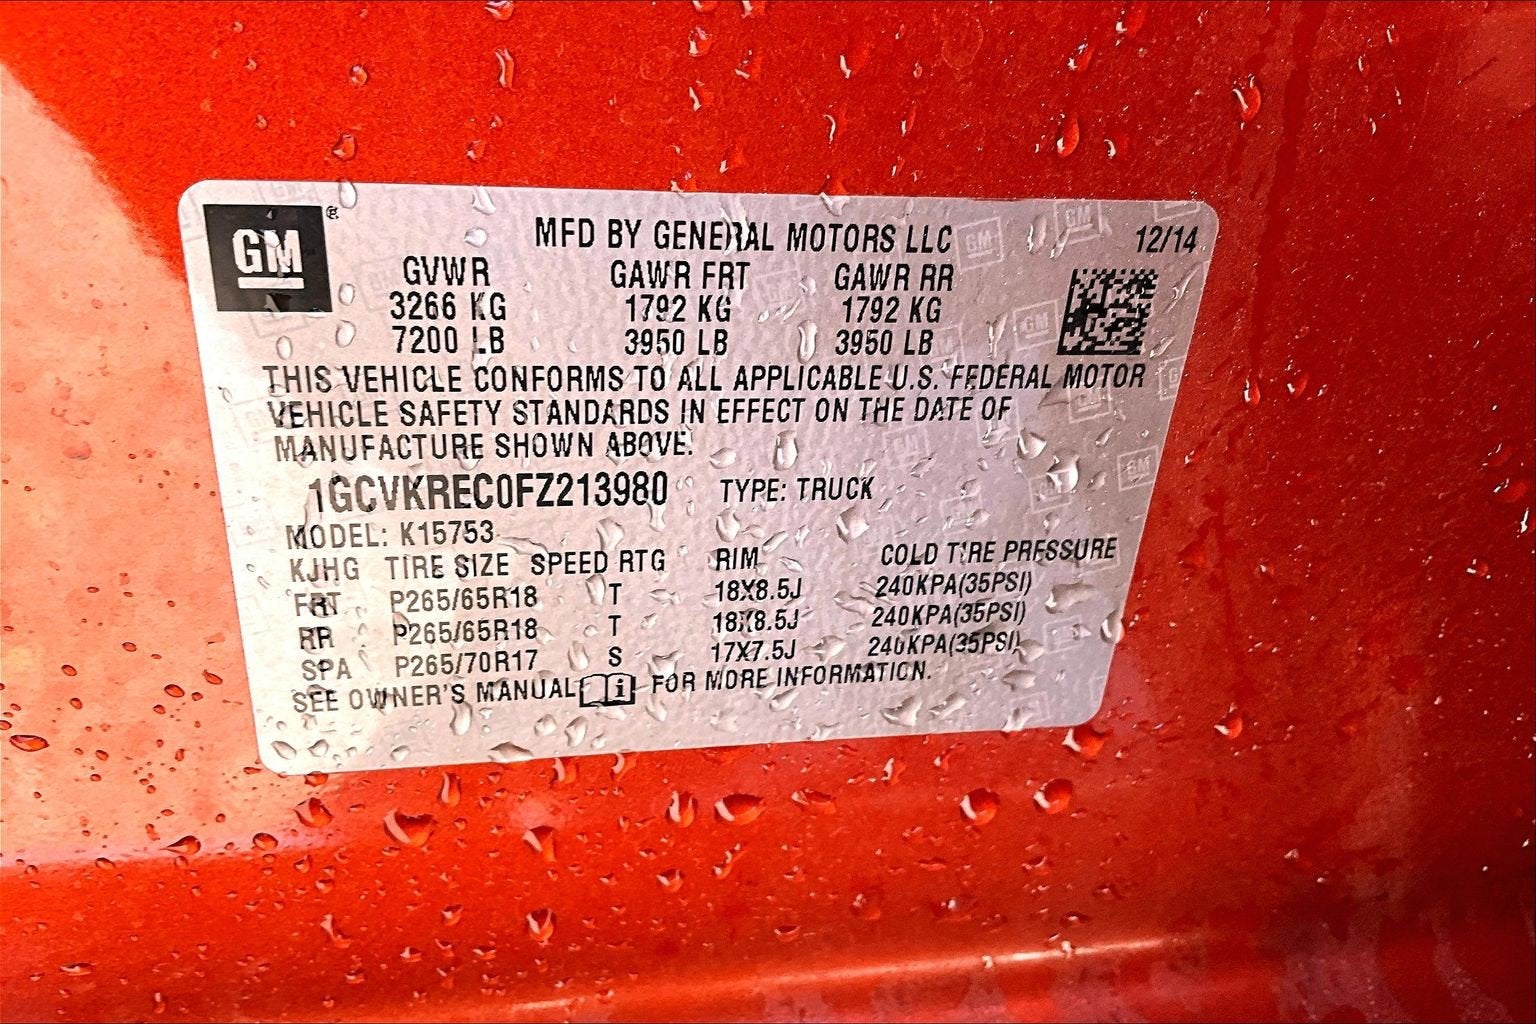 GM®
MFD BY GENERAL MOTORS LLC 12/14
GVWR GAWR FRT GAWR RR
3266 KG 1792 KG 1792 KG
7200 LB 3950 LB 3950 LB
THIS VEHICLE CONFORMS TO ALL APPLICABLE U.S. FEDERAL MOTOR
VEHICLE SAFETY STANDARDS IN EFFECT ON THE DATE OF
MANUFACTURE SHOWN ABOVE.
1GCVKREC0FZ213980 TYPE: TRUCK
MODEL: K15753
KJHG TIRE SIZE SPEED RTG RIM COLD TIRE PRESSURE
FRT P265/65R18 T 18X8.5J 240KPA(35PSI)
RR P265/65R18 T 18X8.5J 240KPA(35PSI)
SPA P265/70R17 S 17X7.5J 240KPA(35PSI)
SEE OWNER'S MANUAL i FOR MORE INFORMATION.